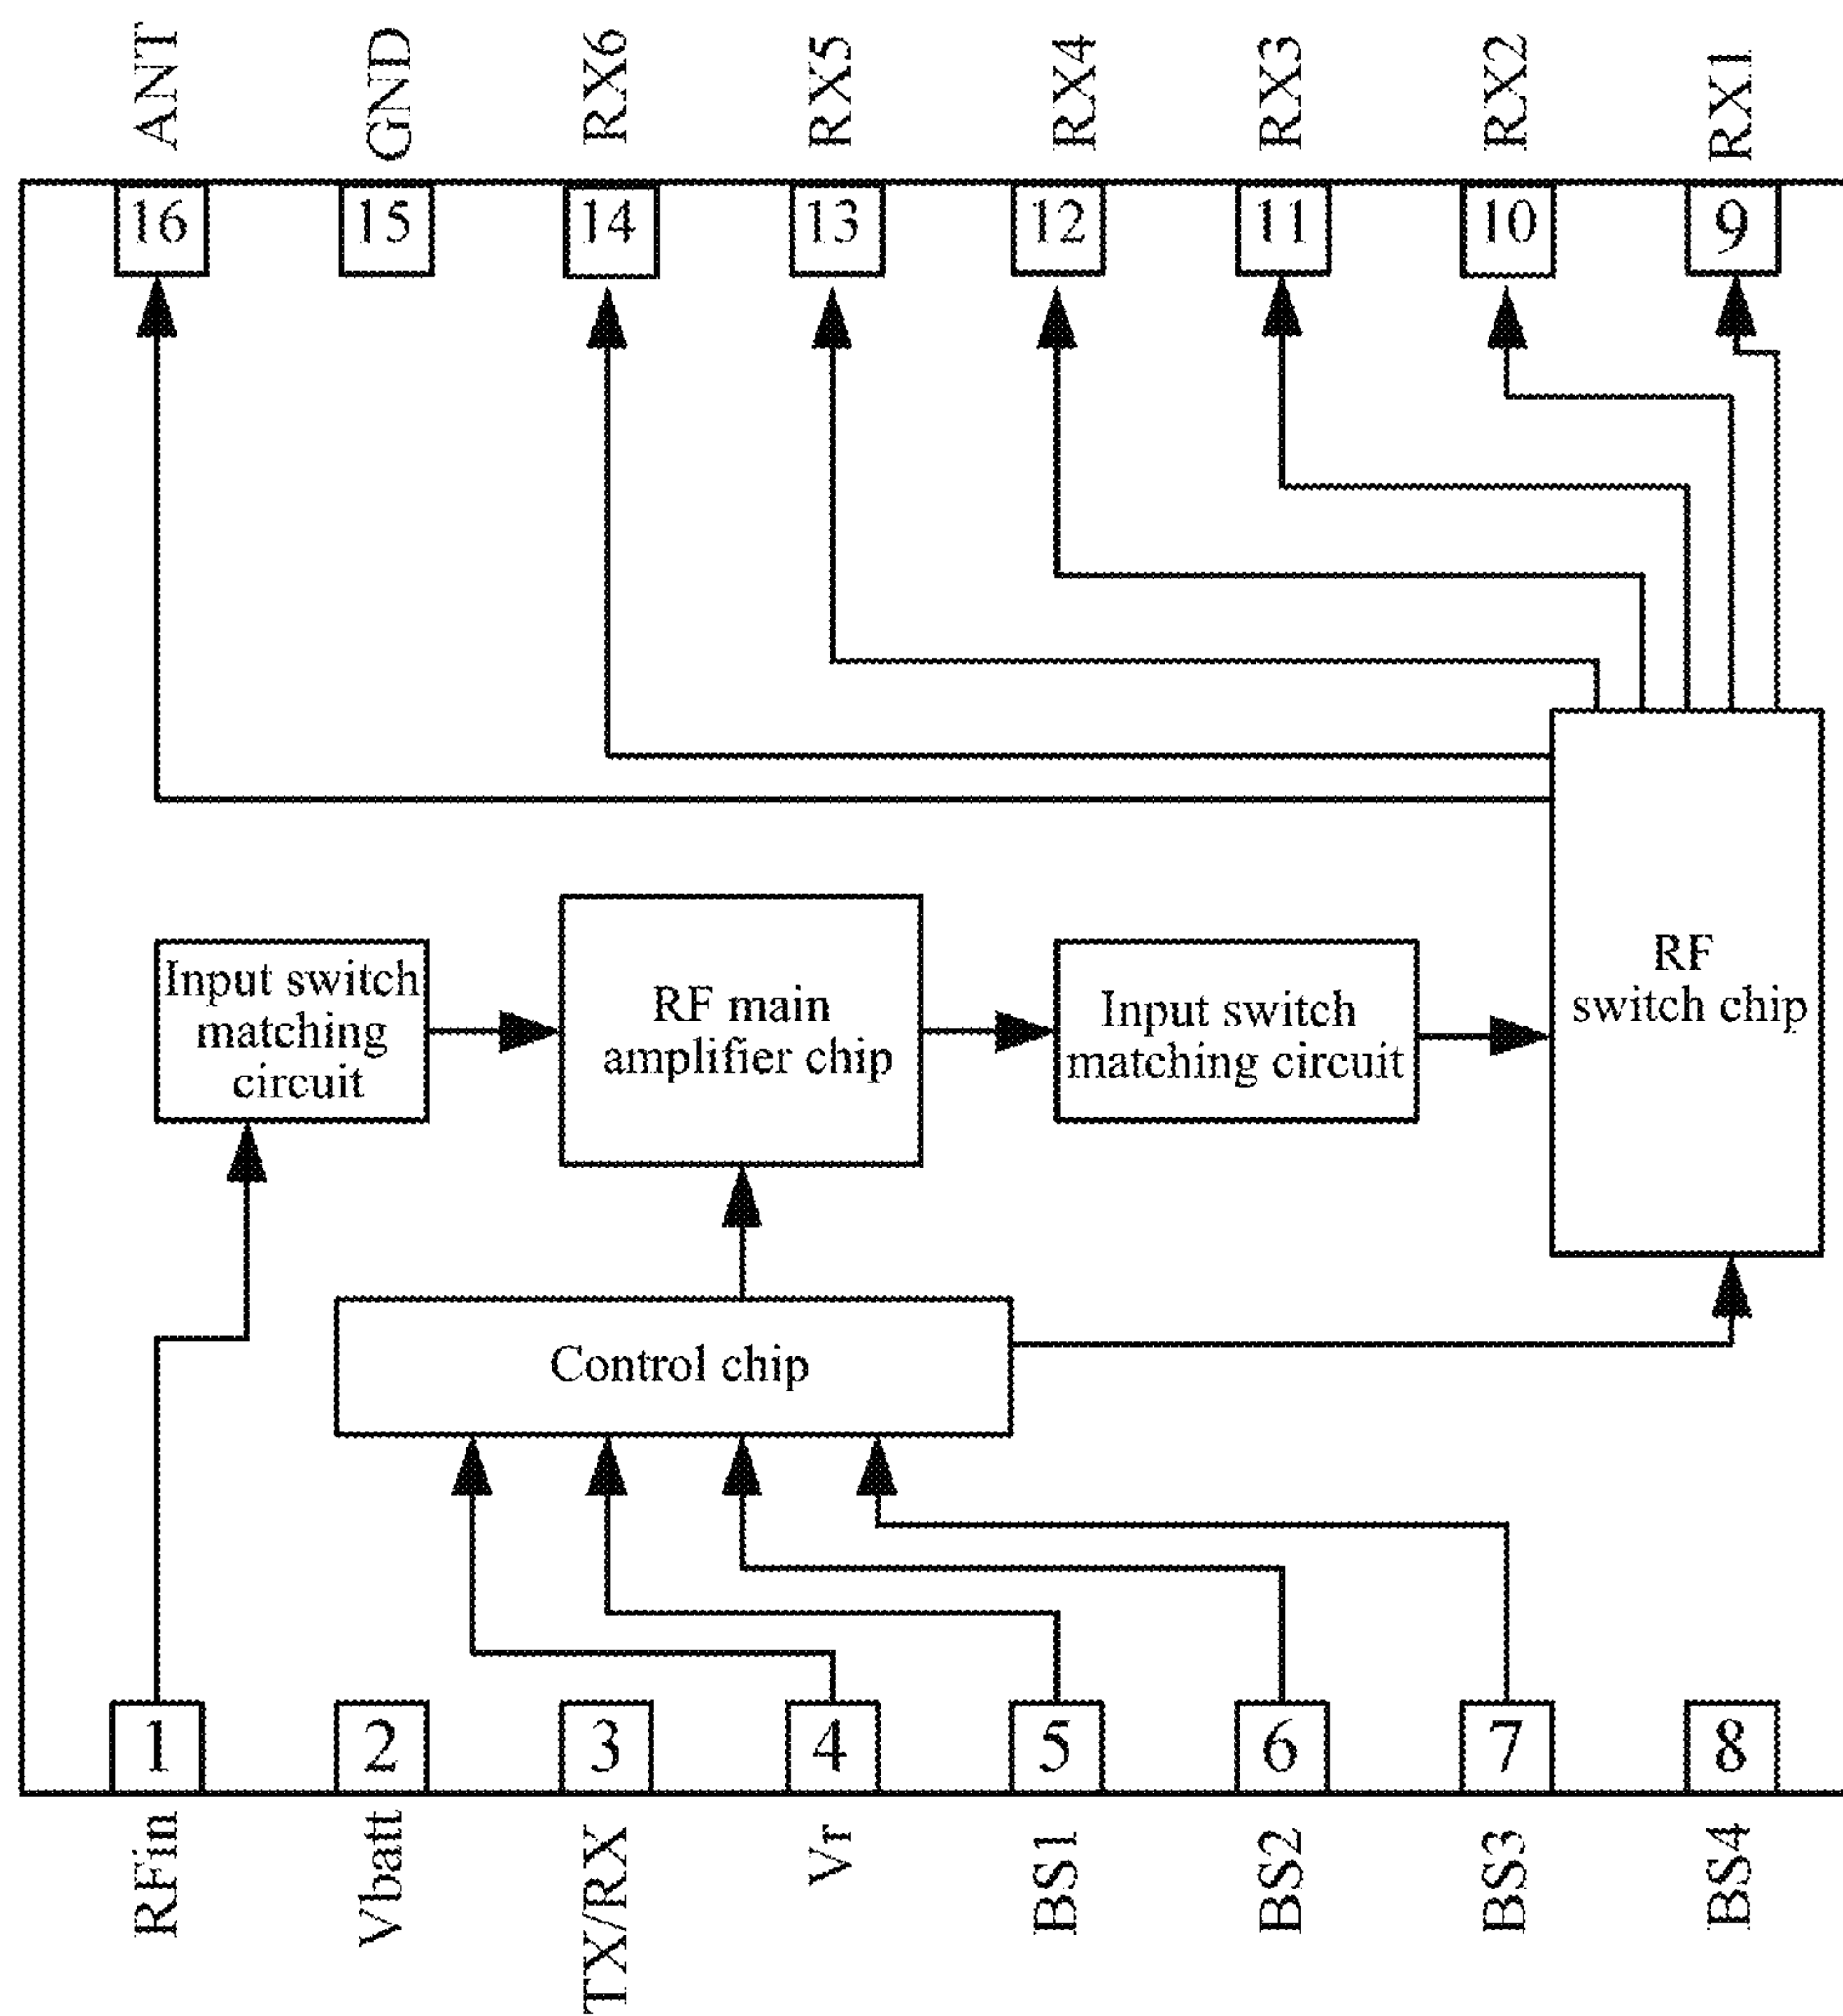 ANT
GND
RX6
RX5
RX4
RX3
RX2
RX1
16
15
14
13
12
11
10
9
Input switch
matching
circuit
RF main
amplifier chip
Input switch
matching circuit
RF
switch chip
Control chip
1
2
3
4
5
6
7
8
RFin
Vbatt
TX/RX
VT
BS1
BS2
BS3
BS4